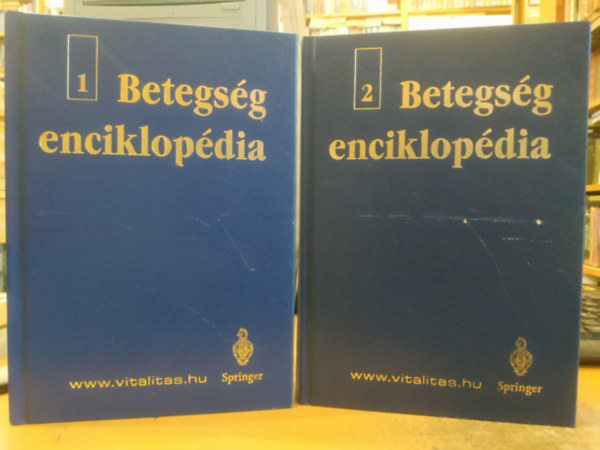 1 Betegség
enciklopédia
www.vitalitas.hu Springer
2 Betegség
enciklopédia
www.vitalitas.hu Springer